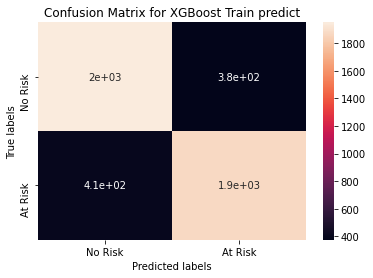 Confusion Matrix for XGBoost Train predict
True labels
No Risk
At Risk
2e+03
3.8e+02
4.1e+02
1.9e+03
No Risk
At Risk
Predicted labels
1800
1600
1400
1200
1000
800
600
400